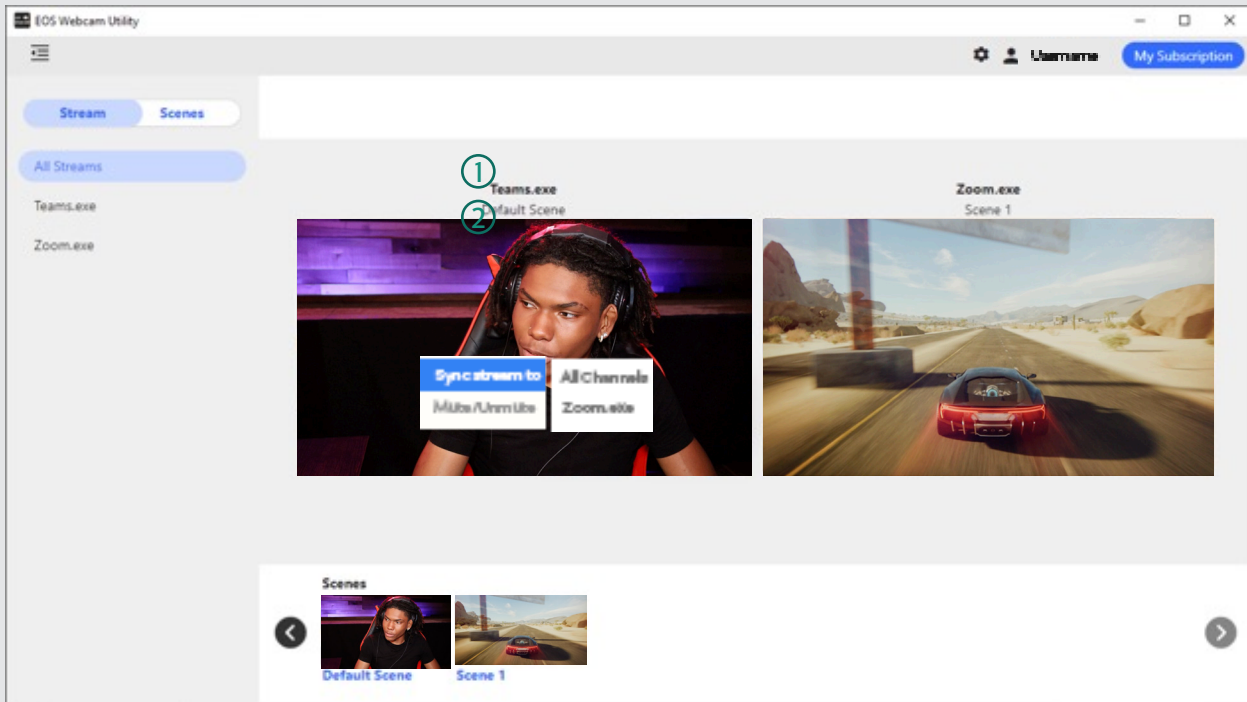 EOS Webcam Utility
Username
My Subscription
Stream
Scenes
All Streams
Teams.exe
Zoom.exe
①
Teams.exe
②
Default Scene
Zoom.exe
Scene 1
Sync stream to
All Channels
Mute/Unmute
Zoom.exe
Scenes
Default Scene
Scene 1